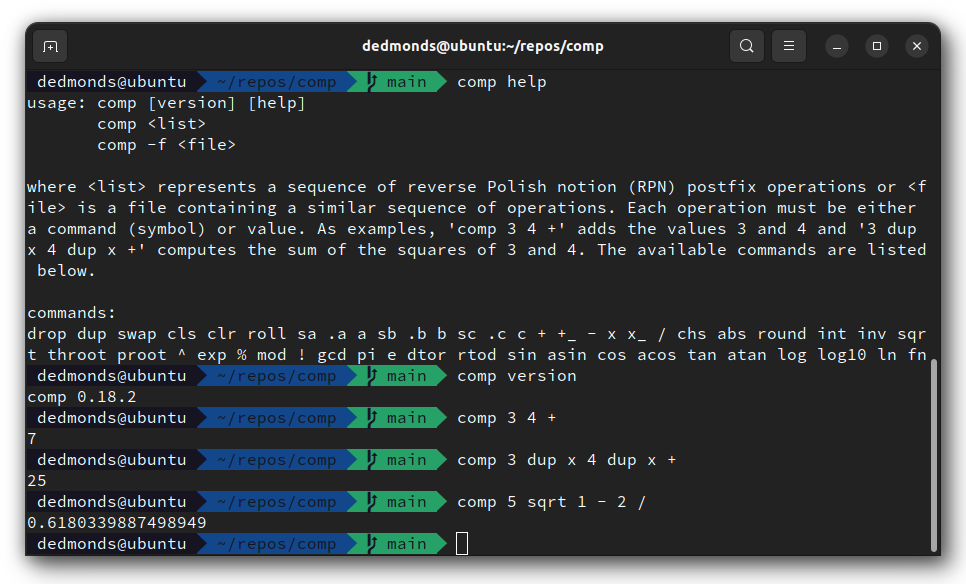 dedmonds@ubuntu:~/repos/comp
dedmonds@ubuntu ~/repos/comp main comp help
usage: comp [version] [help]
comp <list>
comp -f <file>
where <list> represents a sequence of reverse Polish notion (RPN) postfix operations or <f
ile> is a file containing a similar sequence of operations. Each operation must be either
a command (symbol) or value. As examples, 'comp 3 4 +' adds the values 3 and 4 and '3 dup
x 4 dup x +' computes the sum of the squares of 3 and 4. The available commands are listed
below.
commands:
drop dup swap cls clr roll sa .a a sb .b b sc .c c + +_ - x x_ / chs abs round int inv sqr
t throot proot ^ exp % mod ! gcd pi e dtor rtod sin asin cos acos tan atan log log10 ln fn
dedmonds@ubuntu ~/repos/comp main comp version
comp 0.18.2
dedmonds@ubuntu ~/repos/comp main comp 3 4 +
7
dedmonds@ubuntu ~/repos/comp main comp 3 dup x 4 dup x +
25
dedmonds@ubuntu ~/repos/comp main comp 5 sqrt 1 - 2 /
0.6180339887498949
dedmonds@ubuntu ~/repos/comp main